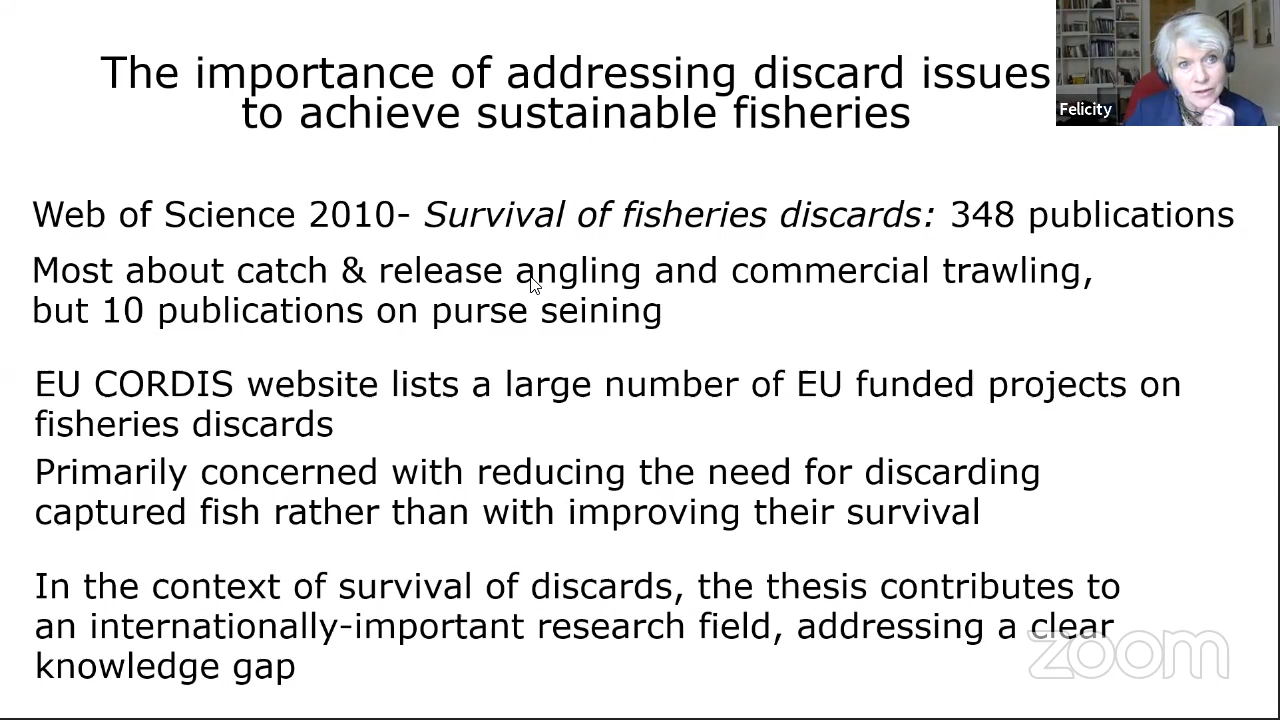 The importance of addressing discard issues
to achieve sustainable fisheries
Felicity
Web of Science 2010- Survival of fisheries discards: 348 publications
Most about catch & release angling and commercial trawling,
but 10 publications on purse seining
EU CORDIS website lists a large number of EU funded projects on
fisheries discards
Primarily concerned with reducing the need for discarding
captured fish rather than with improving their survival
In the context of survival of discards, the thesis contributes to
an internationally-important research field, addressing a clear
knowledge gap
zoom